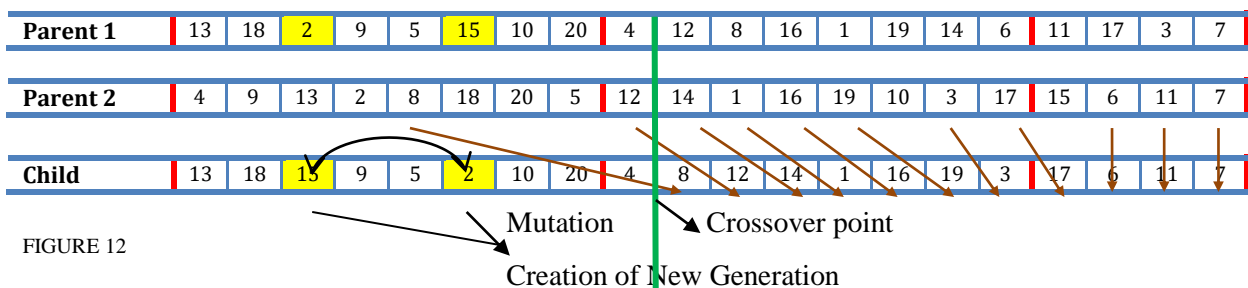 Parent 1 13 18 2 9 5 15 10 20 4 12 8 16 1 19 14 6 11 17 3 7
Parent 2 4 9 13 2 8 18 20 5 12 14 1 16 19 10 3 17 15 6 11 7
Child 13 18 15 9 5 2 10 20 4 8 12 14 1 16 19 3 17 6 11 7
Mutation Crossover point
FIGURE 12
Creation of New Generation